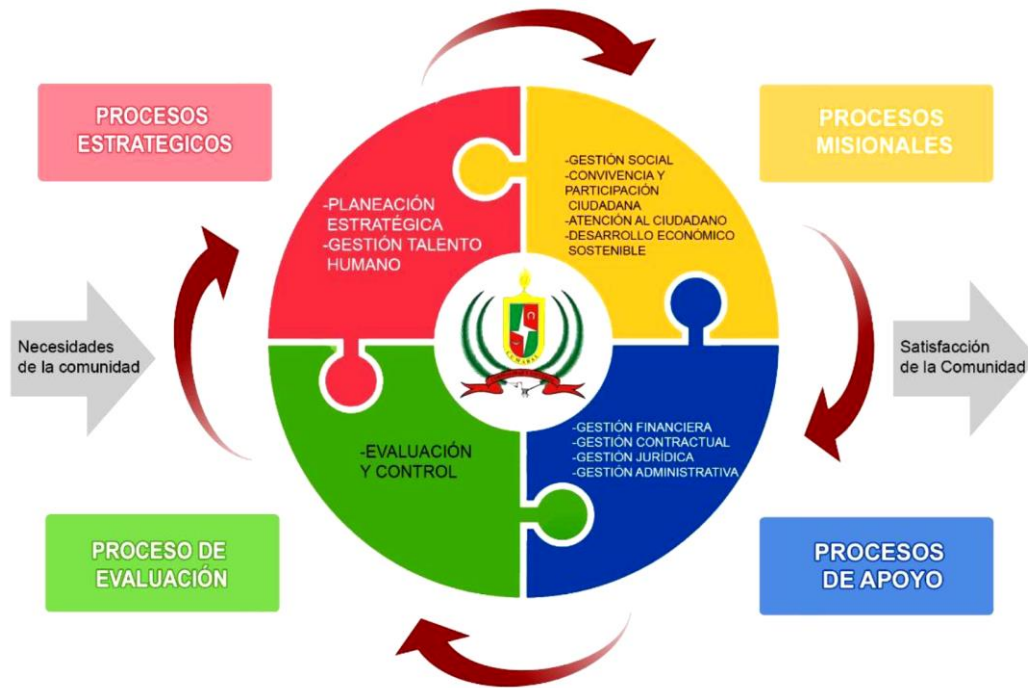 PROCESOS
ESTRATEGICOS
PROCESOS
MISIONALES
-PLANEACIÓN
ESTRATÉGICA
-GESTIÓN TALENTO
HUMANO
-GESTIÓN SOCIAL
-CONVIVENCIA Y
PARTICIPACIÓN
CIUDADANA
-ATENCIÓN AL CIUDADANO
-DESARROLLO ECONÓMICO
SOSTENIBLE
Necesidades
de la comunidad
Satisfacción
de la Comunidad
-EVALUACIÓN
Y CONTROL
-GESTIÓN FINANCIERA
-GESTIÓN CONTRACTUAL
-GESTIÓN JURÍDICA
-GESTIÓN ADMINISTRATIVA
PROCESO DE
EVALUACIÓN
PROCESOS
DE APOYO